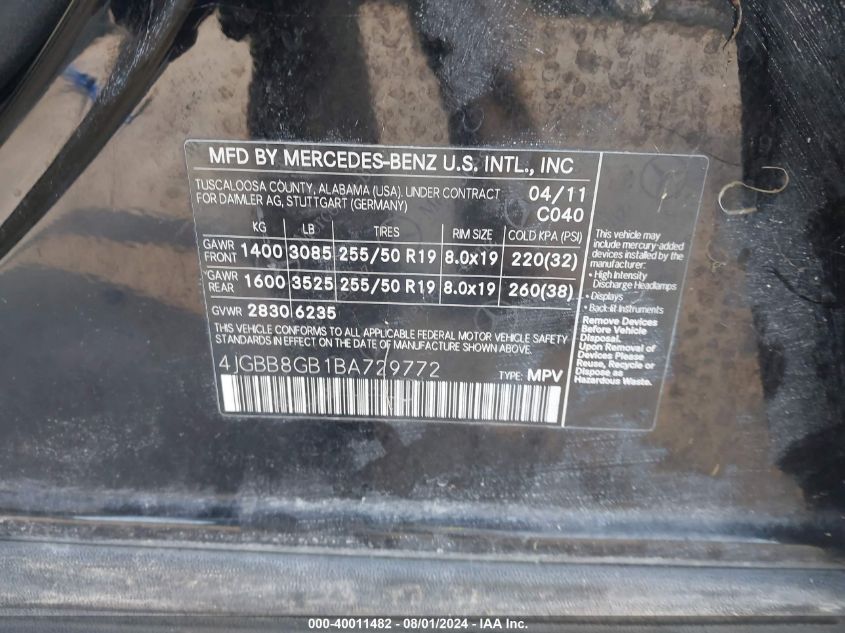 MFD BY MERCEDES-BENZ U.S. INTL., INC
TUSCALOOSA COUNTY, ALABAMA (USA). UNDER CONTRACT 04/11
FOR DAIMLER AG, STUTTGART (GERMANY) C040
KG LB TIRES RIM SIZE COLD KPA (PSI)
GAWR FRONT 1400 3085 255/50 R19 8.0x19 220(32)
GAWR REAR 1600 3525 255/50 R19 8.0x19 260(38)
GVWR 2830 6235
THIS VEHICLE CONFORMS TO ALL APPLICABLE FEDERAL MOTOR VEHICLE SAFETY
STANDARDS IN EFFECT ON THE DATE OF MANUFACTURE SHOWN ABOVE.
4JGBB8GB1BA729772 TYPE: MPV
This vehicle may
include mercury-added
devices installed by the
manufacturer:
• High Intensity
Discharge Headlamps
• Displays
• Back-lit Instruments
Remove Devices
Before Vehicle
Disposal.
Upon Removal of
Devices Please
Reuse, Recycle or
Dispose as
Hazardous Waste.
000-40011482 - 08/01/2024 - IAA Inc.